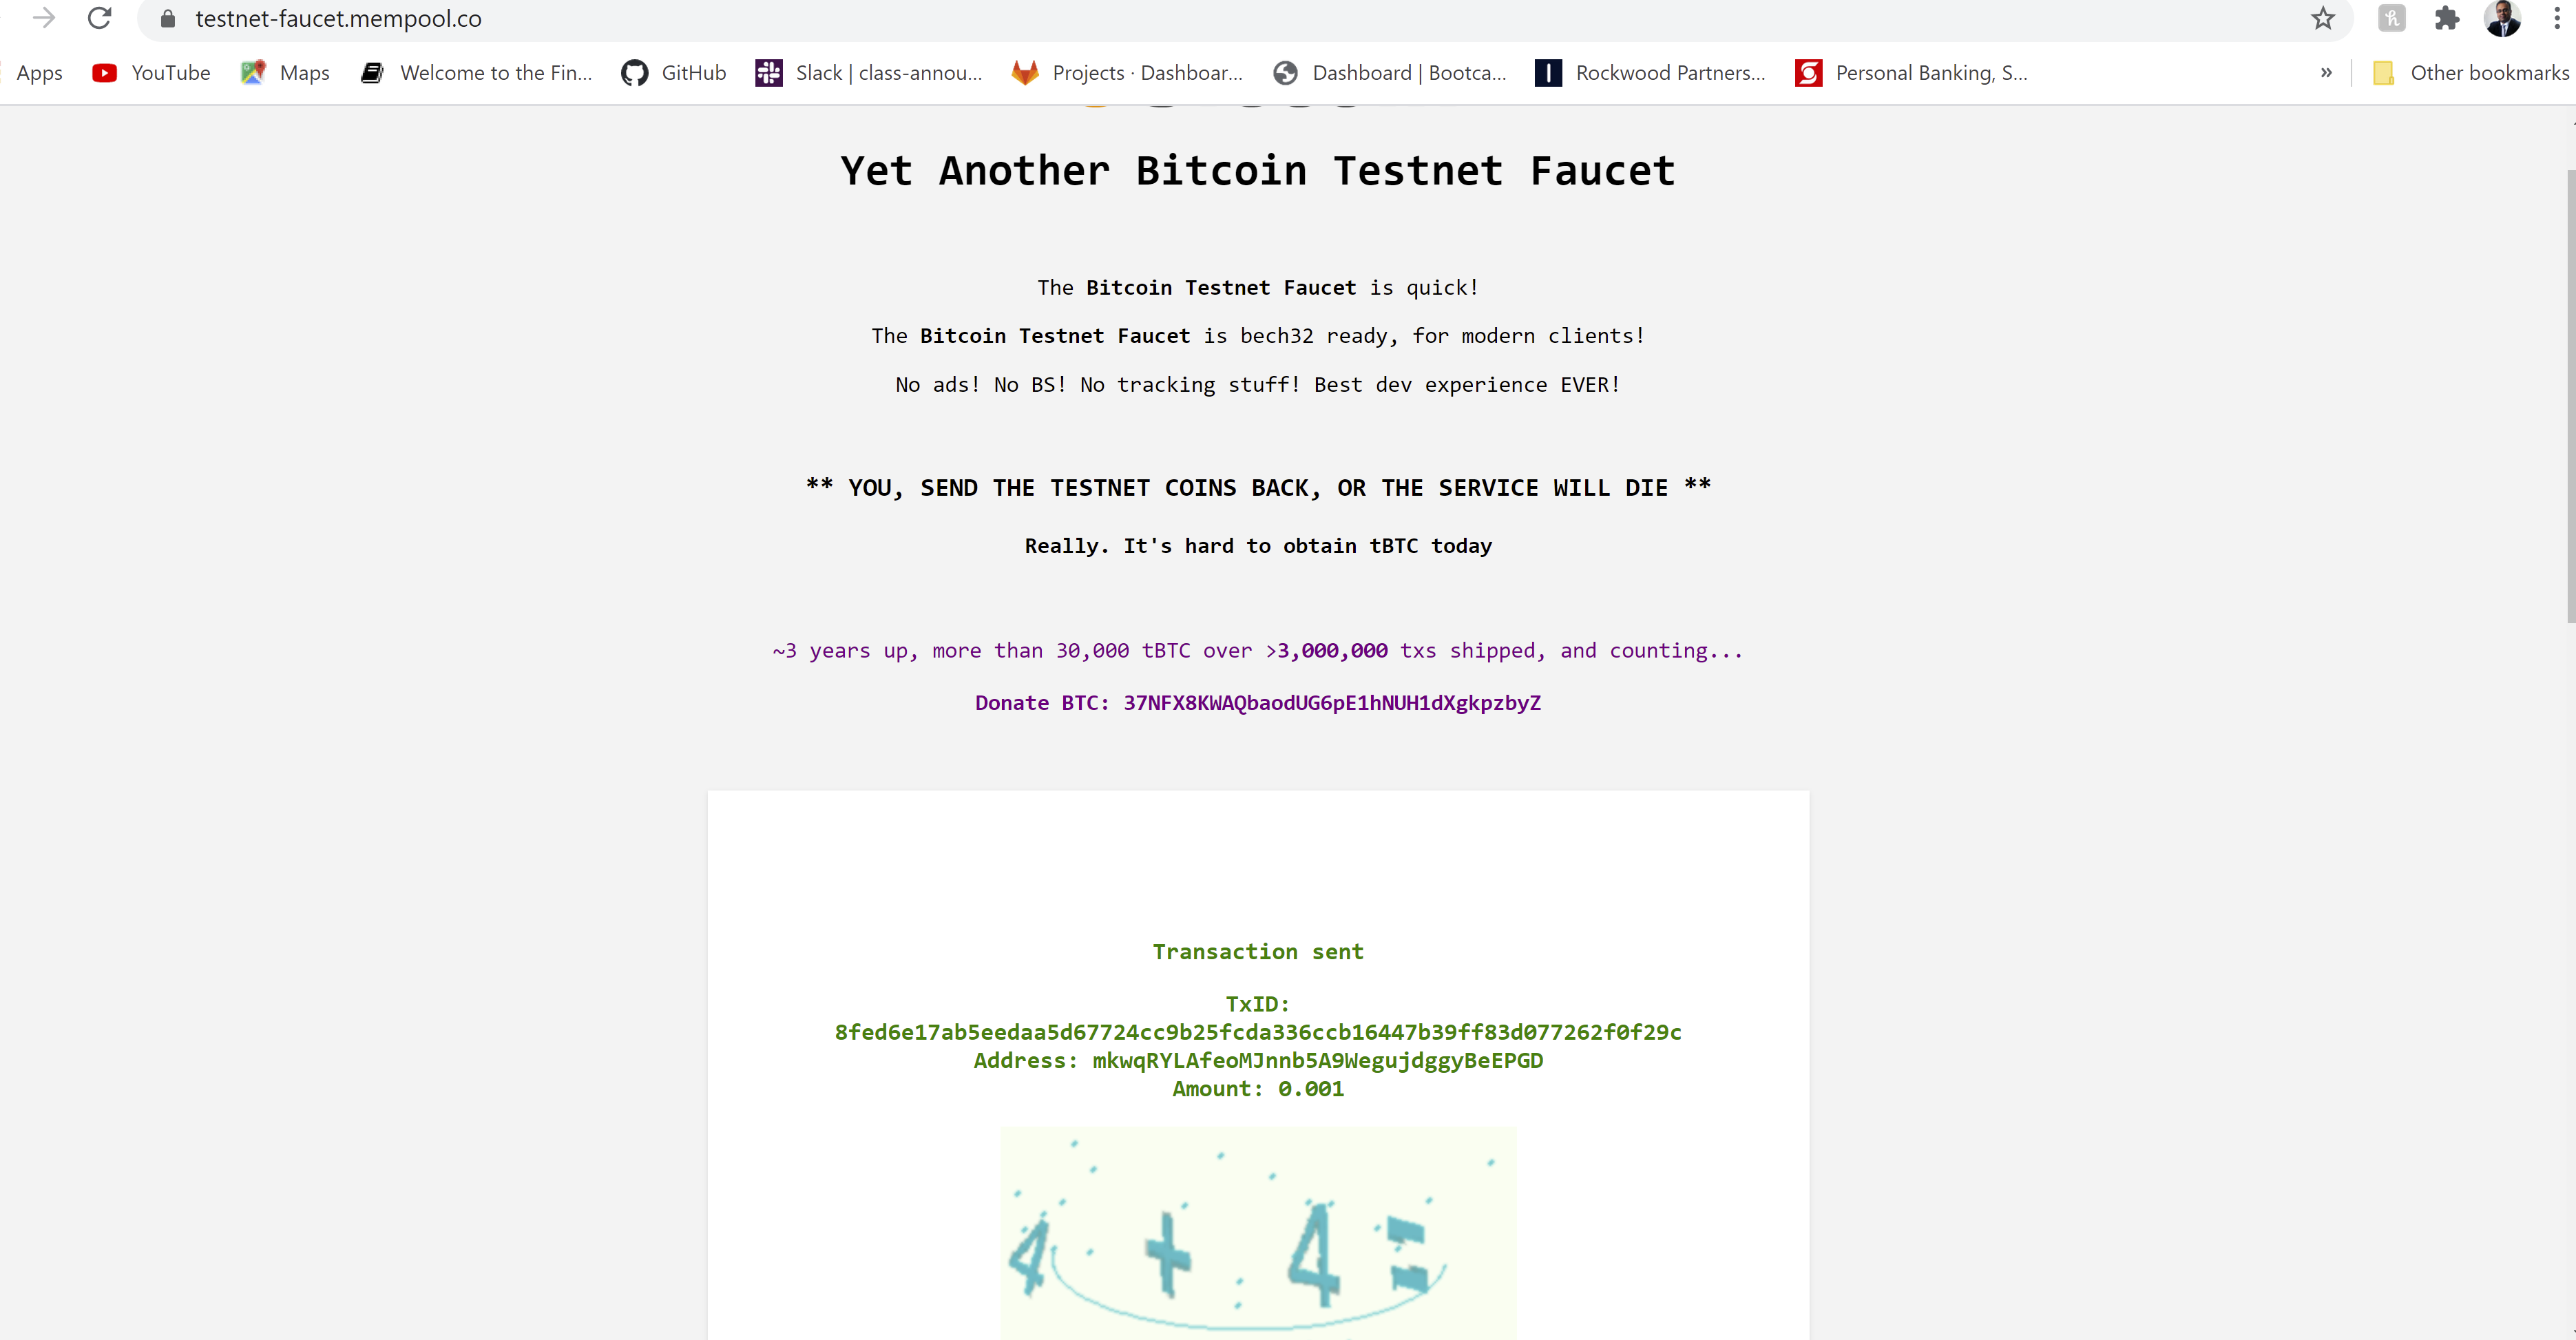 testnet-faucet.mempool.co
Apps YouTube Maps Welcome to the Fin... GitHub Slack | class-annou... Projects · Dashboar... Dashboard | Bootca... Rockwood Partners... Personal Banking, S... » Other bookmarks
Yet Another Bitcoin Testnet Faucet
The Bitcoin Testnet Faucet is quick!
The Bitcoin Testnet Faucet is bech32 ready, for modern clients!
No ads! No BS! No tracking stuff! Best dev experience EVER!
** YOU, SEND THE TESTNET COINS BACK, OR THE SERVICE WILL DIE **
Really. It's hard to obtain tBTC today
~3 years up, more than 30,000 tBTC over >3,000,000 txs shipped, and counting...
Donate BTC: 37NFX8KWAQbaodUG6pE1hNUH1dXgkpzbyZ
Transaction sent
TxID:
8fed6e17ab5eedaa5d67724cc9b25fcda336ccb16447b39ff83d077262f0f29c
Address: mkwqRYLAfeoMJnnb5A9WegujdggyBeEPGD
Amount: 0.001
4 + 4 =